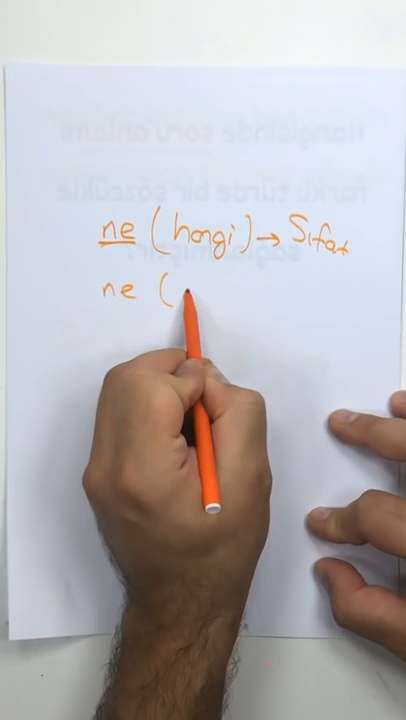 Hangisinde soru anlamı
farklı türde bir sözcükle
sağlanmıştır?
ne (hangi) → Sıfat
ne (